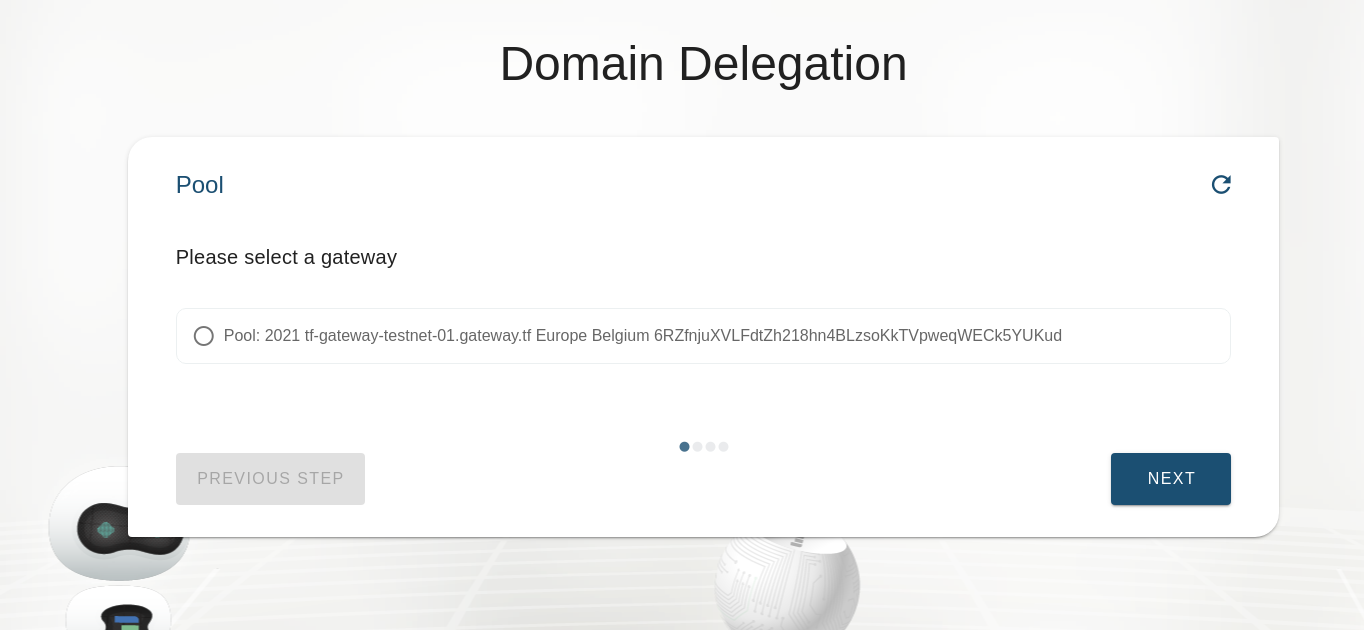 Domain Delegation
Pool
Please select a gateway
Pool: 2021 tf-gateway-testnet-01.gateway.tf Europe Belgium 6RZfnjuXVLFdtZh218hn4BLzsoKkTVpweqWECk5YUKud
PREVIOUS STEP
NEXT